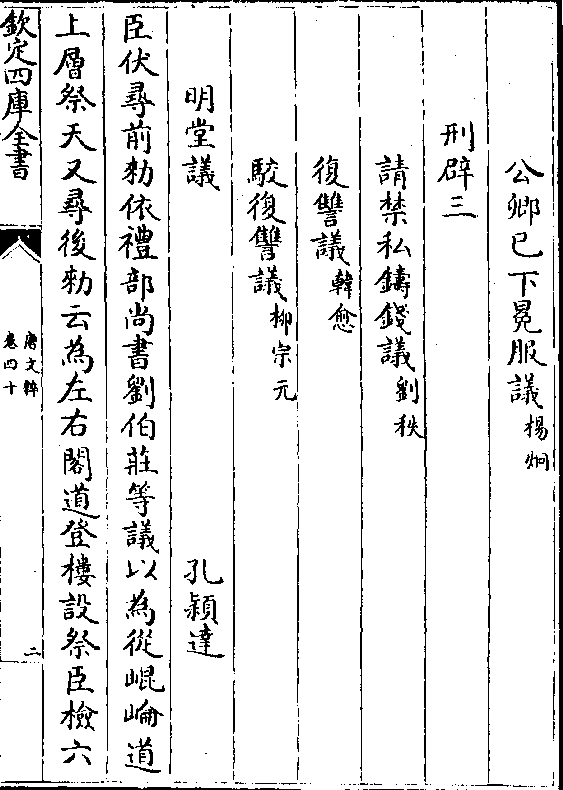 公卿已下冕服議楊炯
刑辟三
請禁私鑄錢議劉秩
復讐議韓愈
駮復讐議柳宗元
明堂議 孔頴達
臣伏尋前勑依禮部尚書劉伯莊等議以為從崐崘道
上層祭天又尋後勑云為左右閣道登樓設祭臣檢六
欽定四庫全書
唐文粹
卷四十
二